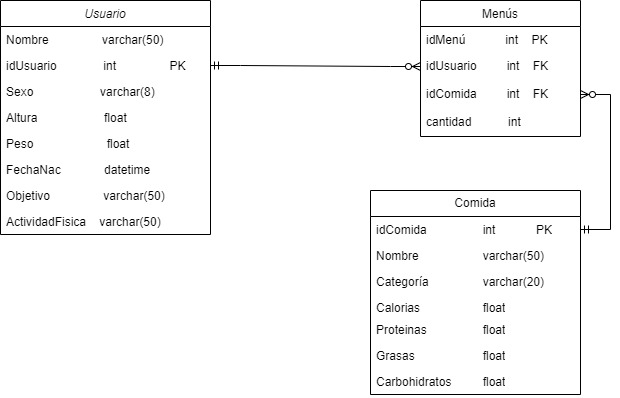 Usuario
Nombre varchar(50)
idUsuario int PK
Sexo varchar(8)
Altura float
Peso float
FechaNac datetime
Objetivo varchar(50)
ActividadFisica varchar(50)
Menús
idMenú int PK
idUsuario int FK
idComida int FK
cantidad int
Comida
idComida int PK
Nombre varchar(50)
Categoría varchar(20)
Calorias float
Proteinas float
Grasas float
Carbohidratos float